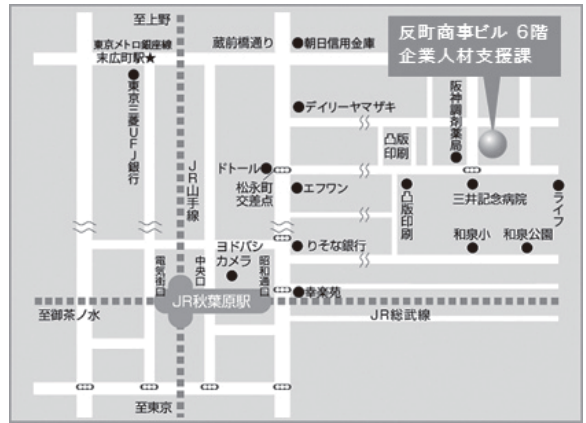 至上野
東京メトロ銀座線
末広町駅★
蔵前橋通り
朝日信用金庫
反町商事ビル 6階
企業人材支援課
東京三菱UFJ銀行
JR山手線
デイリーヤマザキ
凸版
印刷
阪神調剤薬局
ドトール
松永町
交差点
エフワン
凸版印刷
三井記念病院
ライフ
ヨドバシ
カメラ
りそな銀行
和泉小
和泉公園
電気街口
中央口
昭和通口
JR秋葉原駅
幸楽苑
至御茶ノ水
JR総武線
至東京